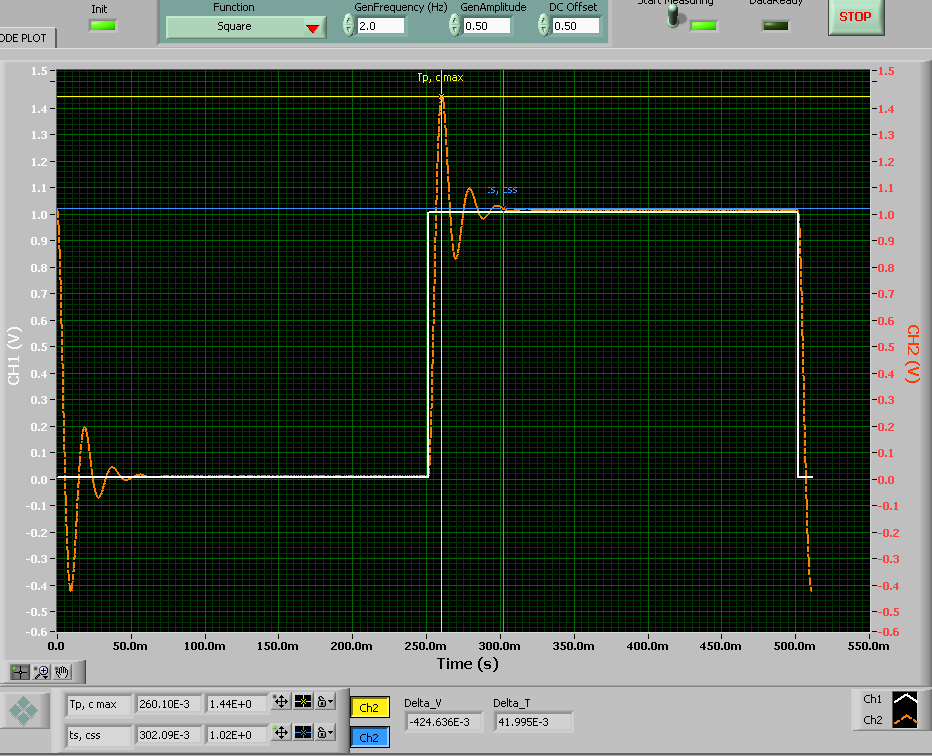 Init
Function
Square
GenFrequency (Hz)
2.0
GenAmplitude
0.50
DC Offset
0.50
Start Measuring
DataReady
STOP
ODE PLOT
Tp, c max
ts, css
1.5
1.4
1.3
1.2
1.1
1.0
0.9
0.8
0.7
0.6
0.5
0.4
0.3
0.2
0.1
0.0
-0.1
-0.2
-0.3
-0.4
-0.5
-0.6
CH1 (V)
1.5
1.4
1.3
1.2
1.1
1.0
0.9
0.8
0.7
0.6
0.5
0.4
0.3
0.2
0.1
0.0
-0.1
-0.2
-0.3
-0.4
-0.5
-0.6
CH2 (V)
0.0 50.0m 100.0m 150.0m 200.0m 250.0m 300.0m 350.0m 400.0m 450.0m 500.0m 550.0m
Time (s)
Tp, c max 260.10E-3 1.44E+0
ts, css 302.09E-3 1.02E+0
Ch2
Ch2
Delta_V
-424.636E-3
Delta_T
41.995E-3
Ch1
Ch2